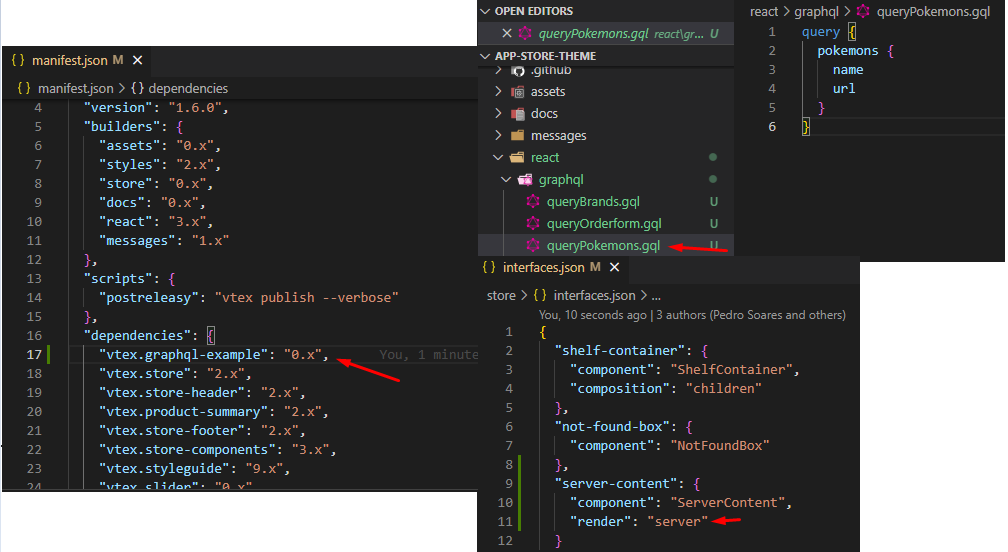 manifest.json M
manifest.json > dependencies
4 "version": "1.6.0",
5 "builders": {
6 "assets": "0.x",
7 "styles": "2.x",
8 "store": "0.x",
9 "docs": "0.x",
10 "react": "3.x",
11 "messages": "1.x"
12 },
13 "scripts": {
14 "postreleasy": "vtex publish --verbose"
15 },
16 "dependencies": {
17 "vtex.graphql-example": "0.x", You, 1 minute
18 "vtex.store": "2.x",
19 "vtex.store-header": "2.x",
20 "vtex.product-summary": "2.x",
21 "vtex.store-footer": "2.x",
22 "vtex.store-components": "3.x",
23 "vtex.styleguide": "9.x",
24 "vtex.slider": "0.x"
OPEN EDITORS
queryPokemons.gql react\gr... U
APP-STORE-THEME
.github
assets
docs
messages
react
graphql
queryBrands.gql U
queryOrderform.gql U
queryPokemons.gql U
react > graphql > queryPokemons.gql
1 query {
2 pokemons {
3 name
4 url
5 }
6 }
interfaces.json M
store > {} interfaces.json > ...
You, 10 seconds ago | 3 authors (Pedro Soares and others)
1 {
2 "shelf-container": {
3 "component": "ShelfContainer",
4 "composition": "children"
5 },
6 "not-found-box": {
7 "component": "NotFoundBox"
8 },
9 "server-content": {
10 "component": "ServerContent",
11 "render": "server"
12 }